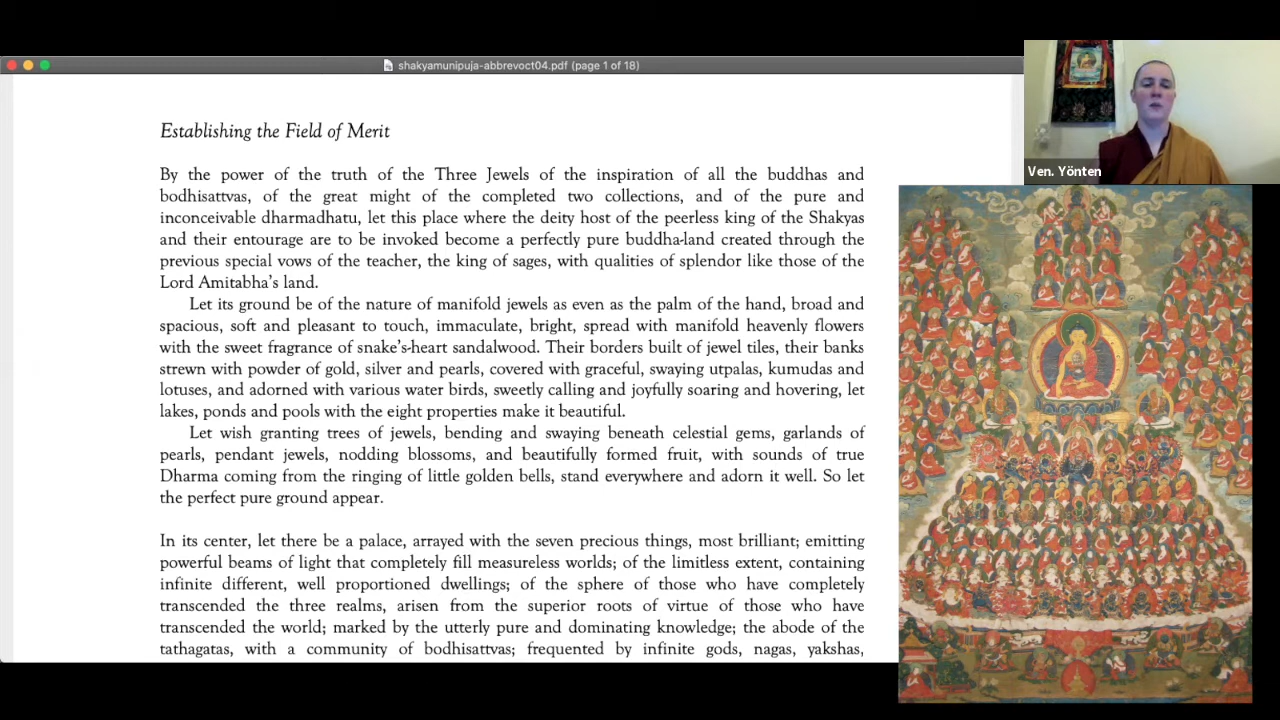 shakyamunipuja-abbrevoct04.pdf (page 1 of 18)
Ven. Yönten
Establishing the Field of Merit
By the power of the truth of the Three Jewels of the inspiration of all the buddhas and
bodhisattvas, of the great might of the completed two collections, and of the pure and
inconceivable dharmadhatu, let this place where the deity host of the peerless king of the Shakyas
and their entourage are to be invoked become a perfectly pure buddha-land created through the
previous special vows of the teacher, the king of sages, with qualities of splendor like those of the
Lord Amitabha's land.
Let its ground be of the nature of manifold jewels as even as the palm of the hand, broad and
spacious, soft and pleasant to touch, immaculate, bright, spread with manifold heavenly flowers
with the sweet fragrance of snake's-heart sandalwood. Their borders built of jewel tiles, their banks
strewn with powder of gold, silver and pearls, covered with graceful, swaying utpalas, kumudas and
lotuses, and adorned with various water birds, sweetly calling and joyfully soaring and hovering, let
lakes, ponds and pools with the eight properties make it beautiful.
Let wish granting trees of jewels, bending and swaying beneath celestial gems, garlands of
pearls, pendant jewels, nodding blossoms, and beautifully formed fruit, with sounds of true
Dharma coming from the ringing of little golden bells, stand everywhere and adorn it well. So let
the perfect pure ground appear.
In its center, let there be a palace, arrayed with the seven precious things, most brilliant; emitting
powerful beams of light that completely fill measureless worlds; of the limitless extent, containing
infinite different, well proportioned dwellings; of the sphere of those who have completely
transcended the three realms, arisen from the superior roots of virtue of those who have
transcended the world; marked by the utterly pure and dominating knowledge; the abode of the
tathagatas, with a community of bodhisattvas; frequented by infinite gods, nagas, yakshas,